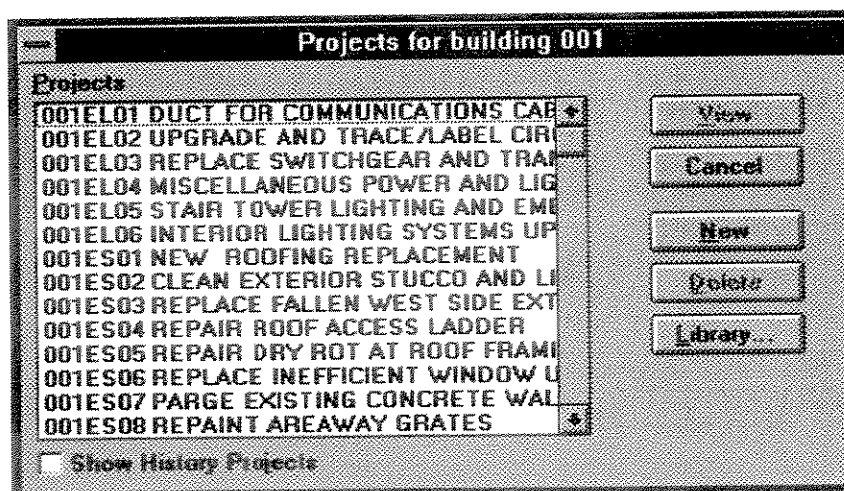 Projects for building 001
Projects
001EL01 DUCT FOR COMMUNICATIONS CAB
001EL02 UPGRADE AND TRACE/LABEL CIR
001EL03 REPLACE SWITCHGEAR AND TRA
001EL04 MISCELLANEOUS POWER AND LIG
001EL05 STAIR TOWER LIGHTING AND EME
001EL06 INTERIOR LIGHTING SYSTEMS UP
001ES01 NEW ROOFING REPLACEMENT
001ES02 CLEAN EXTERIOR STUCCO AND LI
001ES03 REPLACE FALLEN WEST SIDE EXT
001ES04 REPAIR ROOF ACCESS LADDER
001ES05 REPAIR DRY ROT AT ROOF FRAMI
001ES06 REPLACE INEFFICIENT WINDOW U
001ES07 PARGE EXISTING CONCRETE WAL
001ES08 REPAINT AREAWAY GRATES
Show History Projects
View
Cancel
New
Delete
Library...